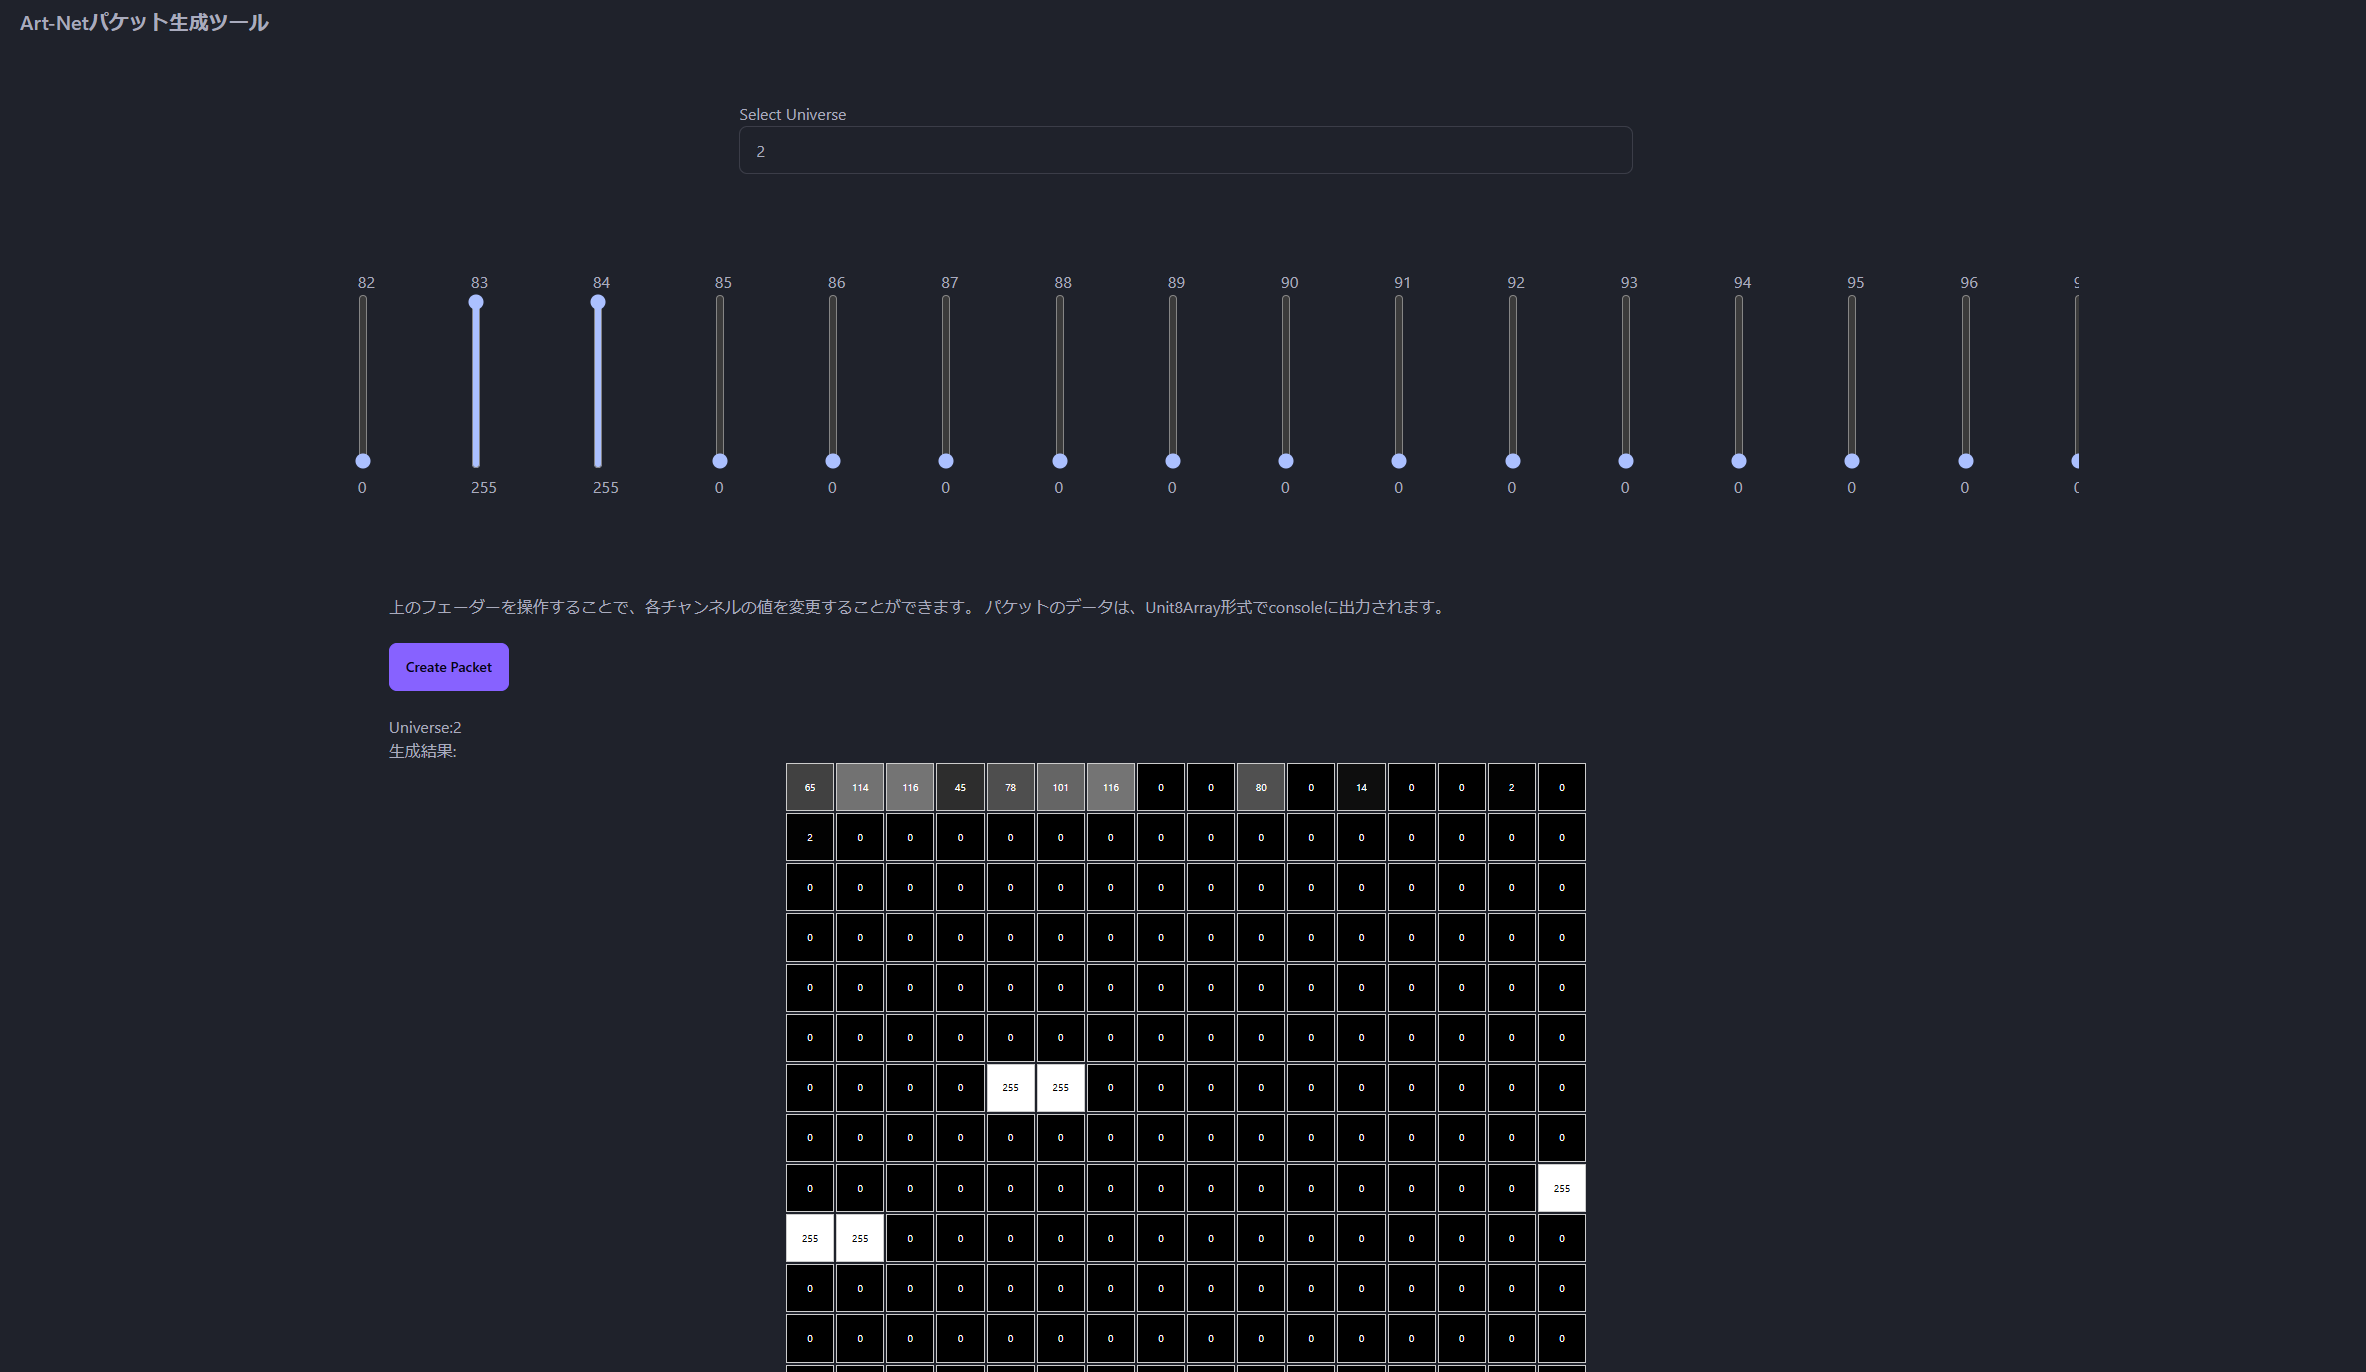 Art-Netパケット生成ツール
Select Universe
2
82 83 84 85 86 87 88 89 90 91 92 93 94 95 96
0 255 255 0 0 0 0 0 0 0 0 0 0 0 0
上のフェーダーを操作することで、各チャンネルの値を変更することができます。 パケットのデータは、Unit8Array形式でconsoleに出力されます。
Create Packet
Universe:2
生成結果:
65 114 116 45 78 101 116 0 0 80 0 14 0 0 2 0
2 0 0 0 0 0 0 0 0 0 0 0 0 0 0 0
0 0 0 0 0 0 0 0 0 0 0 0 0 0 0 0
0 0 0 0 0 0 0 0 0 0 0 0 0 0 0 0
0 0 0 0 0 0 0 0 0 0 0 0 0 0 0 0
0 0 0 0 0 0 0 0 0 0 0 0 0 0 0 0
0 0 0 0 255 255 0 0 0 0 0 0 0 0 0 0
0 0 0 0 0 0 0 0 0 0 0 0 0 0 0 0
0 0 0 0 0 0 0 0 0 0 0 0 0 0 0 255
255 255 0 0 0 0 0 0 0 0 0 0 0 0 0 0
0 0 0 0 0 0 0 0 0 0 0 0 0 0 0 0
0 0 0 0 0 0 0 0 0 0 0 0 0 0 0 0